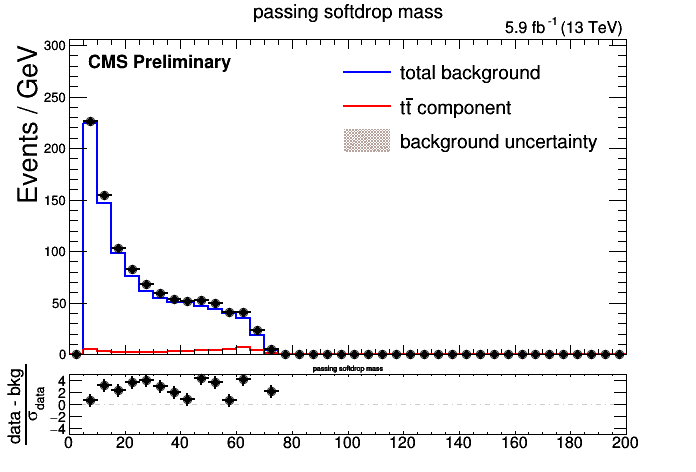 passing softdrop mass
5.9 fb⁻¹ (13 TeV)
CMS Preliminary
total background
tt̅ component
background uncertainty
Events / GeV
300
250
200
150
100
50
0
passing softdrop mass
data - bkg
σ data
4
2
0
−2
−4
0 20 40 60 80 100 120 140 160 180 200